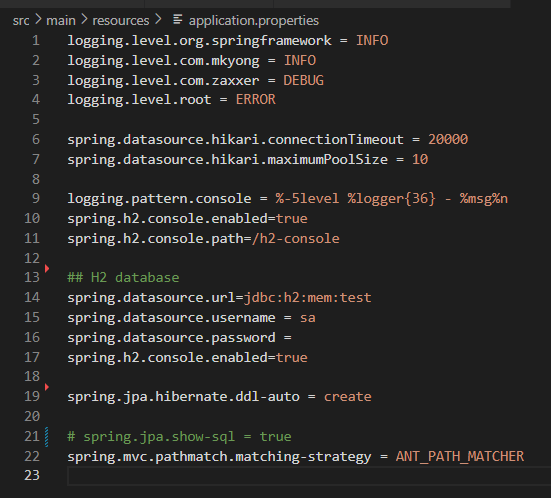 src > main > resources > application.properties
1 logging.level.org.springframework = INFO
2 logging.level.com.mkyong = INFO
3 logging.level.com.zaxxer = DEBUG
4 logging.level.root = ERROR
5
6 spring.datasource.hikari.connectionTimeout = 20000
7 spring.datasource.hikari.maximumPoolSize = 10
8
9 logging.pattern.console = %-5level %logger{36} - %msg%n
10 spring.h2.console.enabled=true
11 spring.h2.console.path=/h2-console
12
13 ## H2 database
14 spring.datasource.url=jdbc:h2:mem:test
15 spring.datasource.username = sa
16 spring.datasource.password =
17 spring.h2.console.enabled=true
18
19 spring.jpa.hibernate.ddl-auto = create
20
21 # spring.jpa.show-sql = true
22 spring.mvc.pathmatch.matching-strategy = ANT_PATH_MATCHER
23